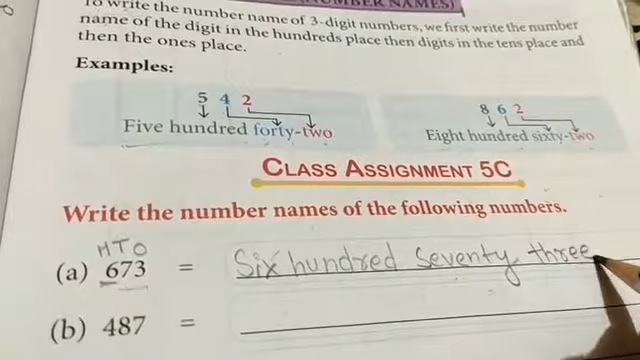 NUMBER NAMES)
To write the number name of 3-digit numbers, we first write the number
name of the digit in the hundreds place then digits in the tens place and
then the ones place.
Examples:
5 4 2
Five hundred forty-two
8 6 2
Eight hundred sixty-two
CLASS ASSIGNMENT 5C
Write the number names of the following numbers.
HTO
(a) 673 = Six hundred seventy three
(b) 487 =